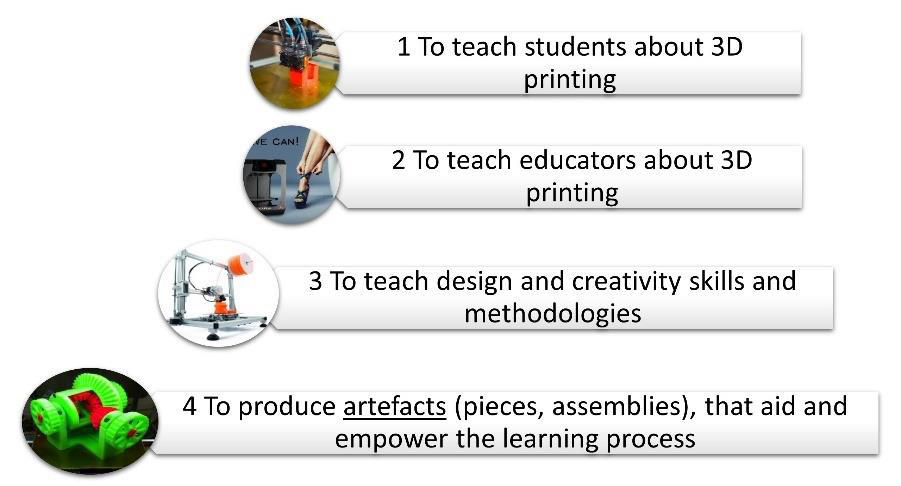 1 To teach students about 3D
printing
WE CAN!
2 To teach educators about 3D
printing
3 To teach design and creativity skills and
methodologies
4 To produce artefacts (pieces, assemblies), that aid and
empower the learning process